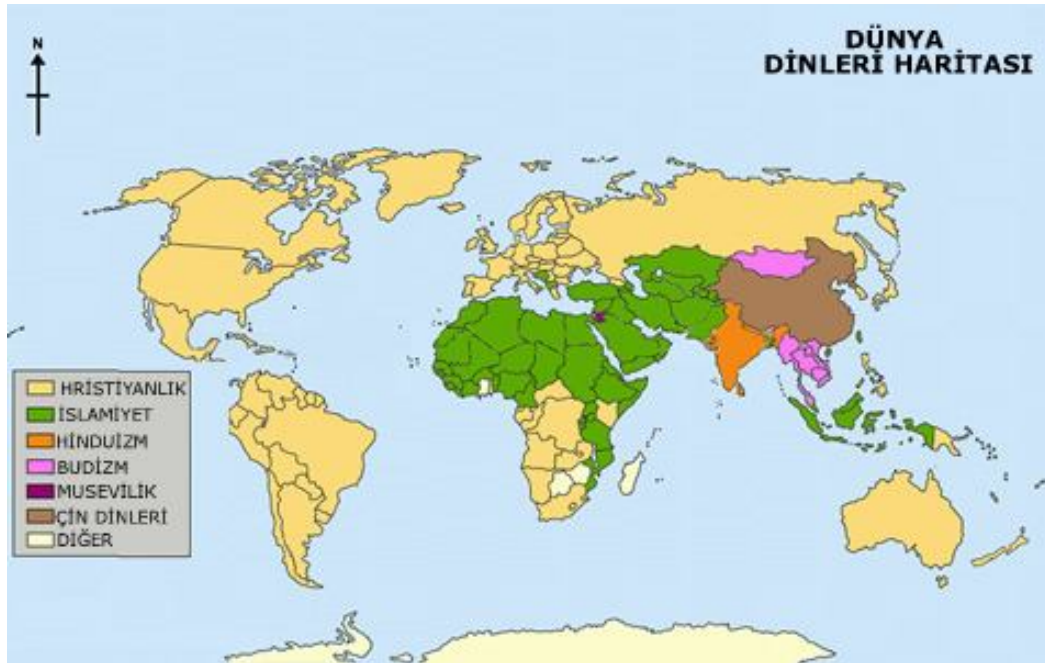 N
DÜNYA
DİNLERİ HARİTASI
HRİSTİYANLIK
İSLAMİYET
HİNDUİZM
BUDİZM
MUSEVİLİK
ÇİN DİNLERİ
DİĞER